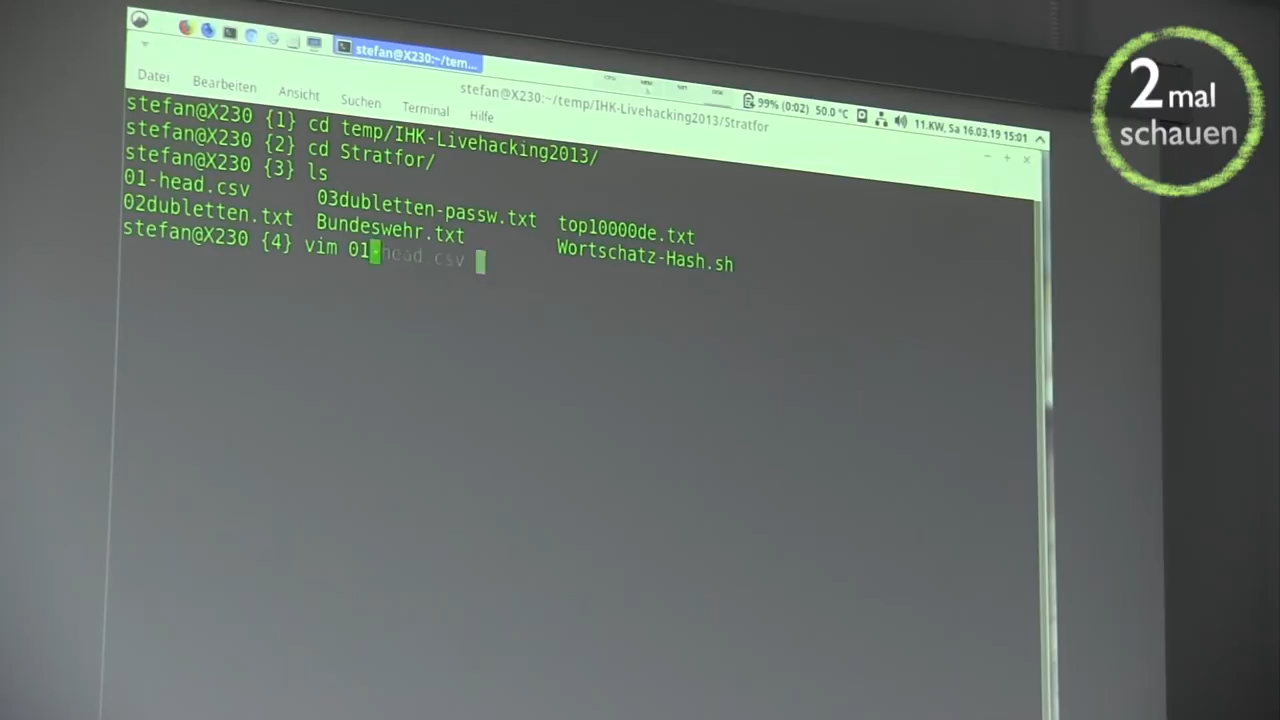 stefan@X230:~/tem...
99% (0:02) 50.0 °C 11.KW, Sa 16.03.19 15:01
stefan@X230:~/temp/IHK-Livehacking2013/Stratfor
Datei Bearbeiten Ansicht Suchen Terminal Hilfe
stefan@X230 {1} cd temp/IHK-Livehacking2013/
stefan@X230 {2} cd Stratfor/
stefan@X230 {3} ls
01-head.csv 03dubletten-passw.txt top10000de.txt
02dubletten.txt Bundeswehr.txt Wortschatz-Hash.sh
stefan@X230 {4} vim 01-head.csv
2 mal
schauen